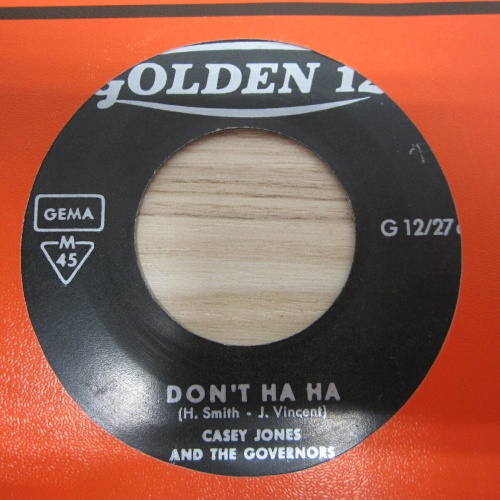 GOLDEN 12
GEMA
M
45
G 12/27
DON'T HA HA
(H. Smith - J. Vincent)
CASEY JONES
AND THE GOVERNORS